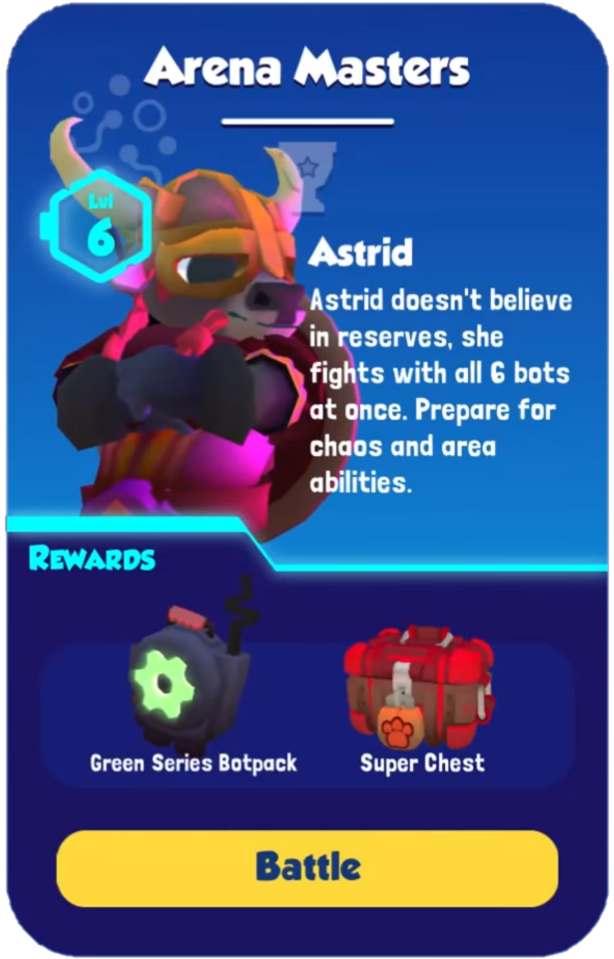 Arena Masters
Lvl
6
Astrid
Astrid doesn't believe
in reserves, she
fights with all 6 bots
at once. Prepare for
chaos and area
abilities.
Rewards
Green Series Botpack
Super Chest
Battle